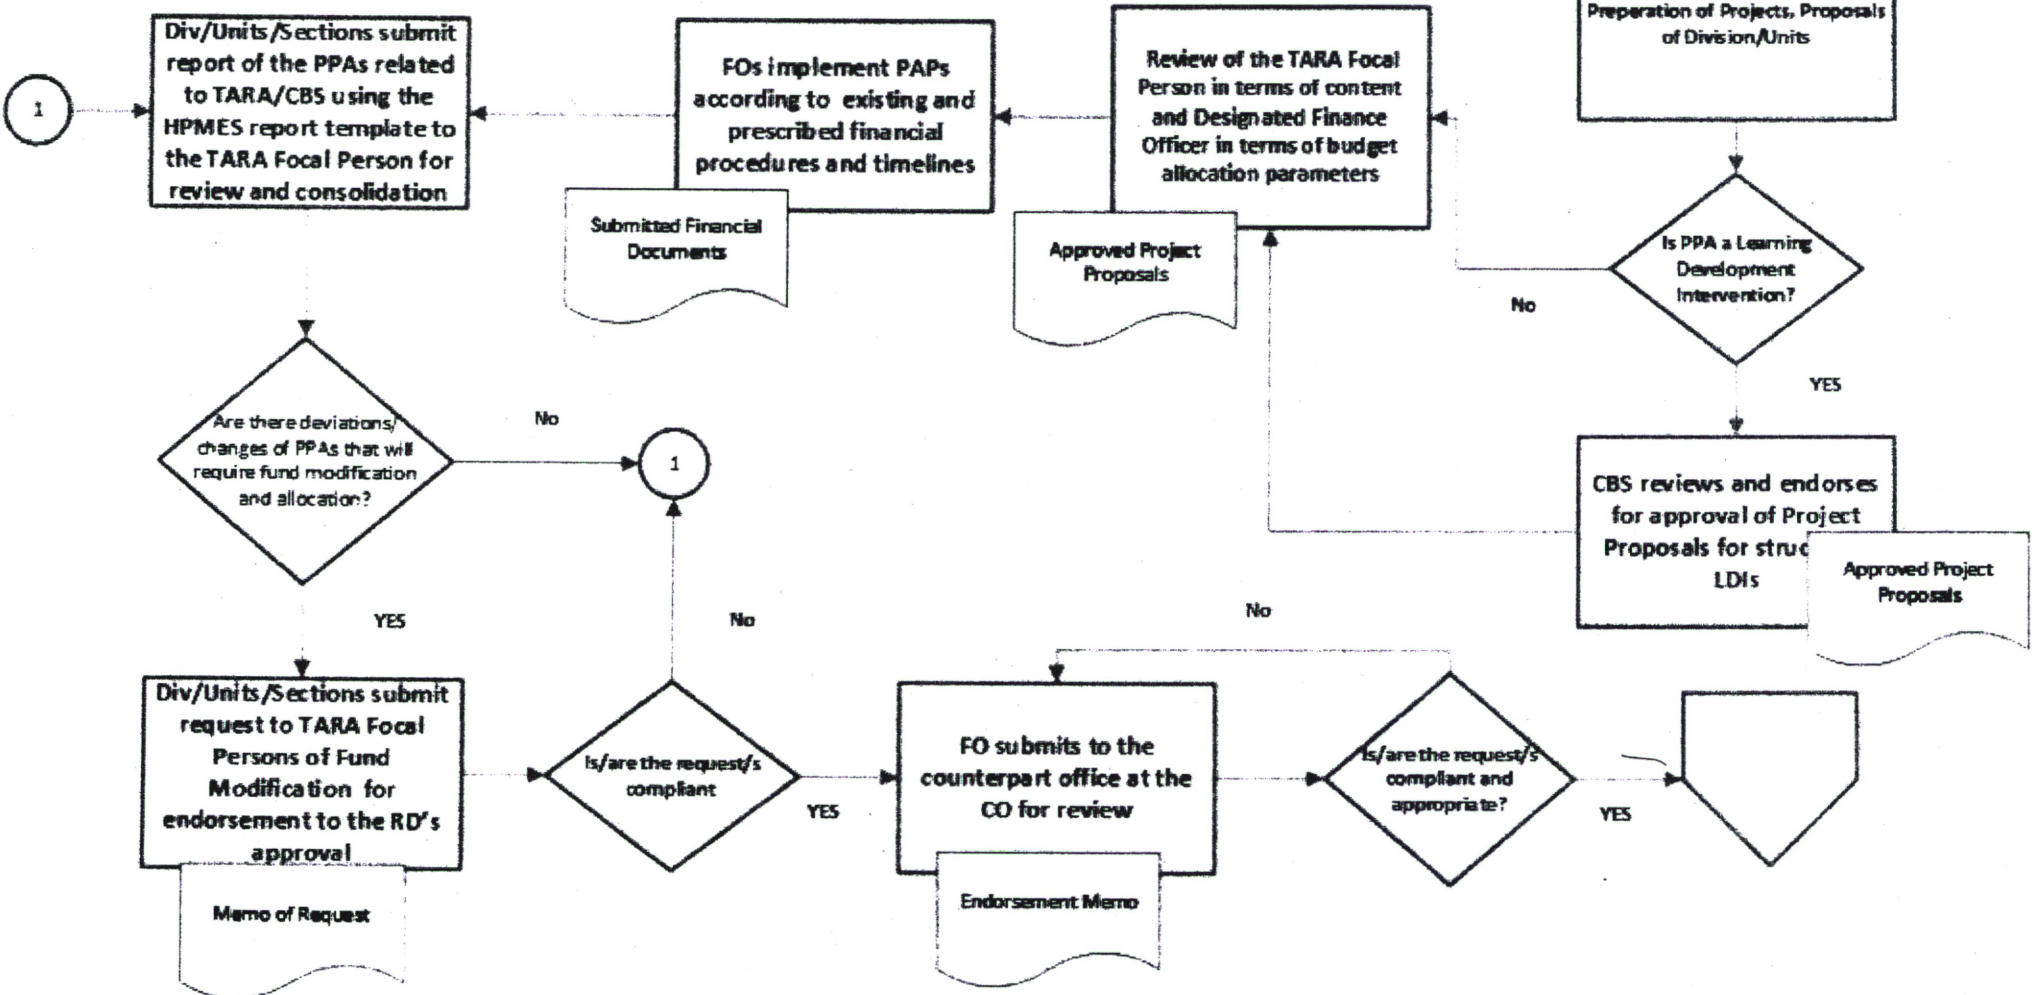 Div/Units/Sections submit
report of the PPAs related
to TARA/CBS using the
HPMES report template to
the TARA Focal Person for
review and consolidation
1
FOs implement PAPs
according to existing and
prescribed financial
procedures and timelines
Submitted Financial
Documents
Review of the TARA Focal
Person in terms of content
and Designated Finance
Officer in terms of budget
allocation parameters
Approved Project
Proposals
Preparation of Projects, Proposals
of Division/Units
Is PPA a Learning
Development
Intervention?
No
YES
CBS reviews and endorses
for approval of Project
Proposals for struc
LDIs
Approved Project
Proposals
Are there deviations/
changes of PPAs that will
require fund modification
and allocation?
No
1
YES
No
Div/Units/Sections submit
request to TARA Focal
Persons of Fund
Modification for
endorsement to the RD's
approval
Memo of Request
Is/are the request/s
compliant
YES
FO submits to the
counterpart office at the
CO for review
Endorsement Memo
No
Is/are the request/s
compliant and
appropriate?
YES